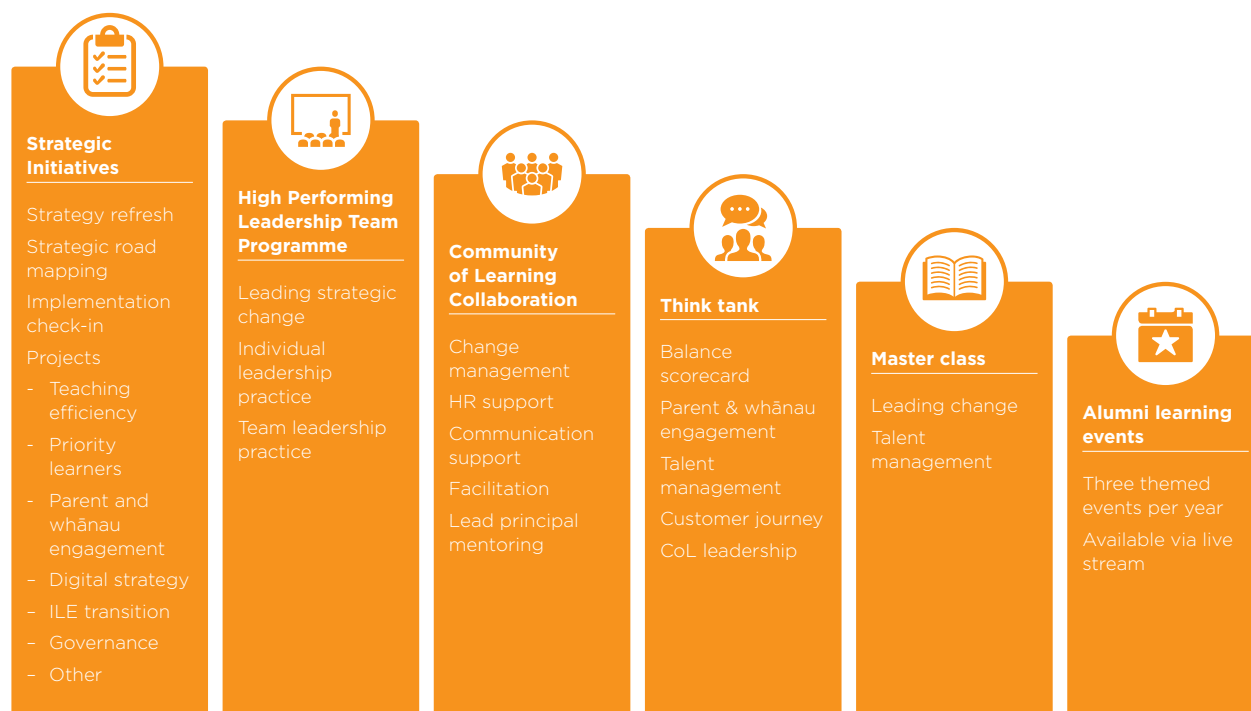 Strategic
Initiatives
Strategy refresh
Strategic road
mapping
Implementation
check-in
Projects
- Teaching
efficiency
- Priority
learners
- Parent and
whānau
engagement
– Digital strategy
– ILE transition
– Governance
– Other
High Performing
Leadership Team
Programme
Leading strategic
change
Individual
leadership
practice
Team leadership
practice
Community
of Learning
Collaboration
Change
management
HR support
Communication
support
Facilitation
Lead principal
mentoring
Think tank
Balance
scorecard
Parent & whānau
engagement
Talent
management
Customer journey
CoL leadership
Master class
Leading change
Talent
management
Alumni learning
events
Three themed
events per year
Available via live
stream